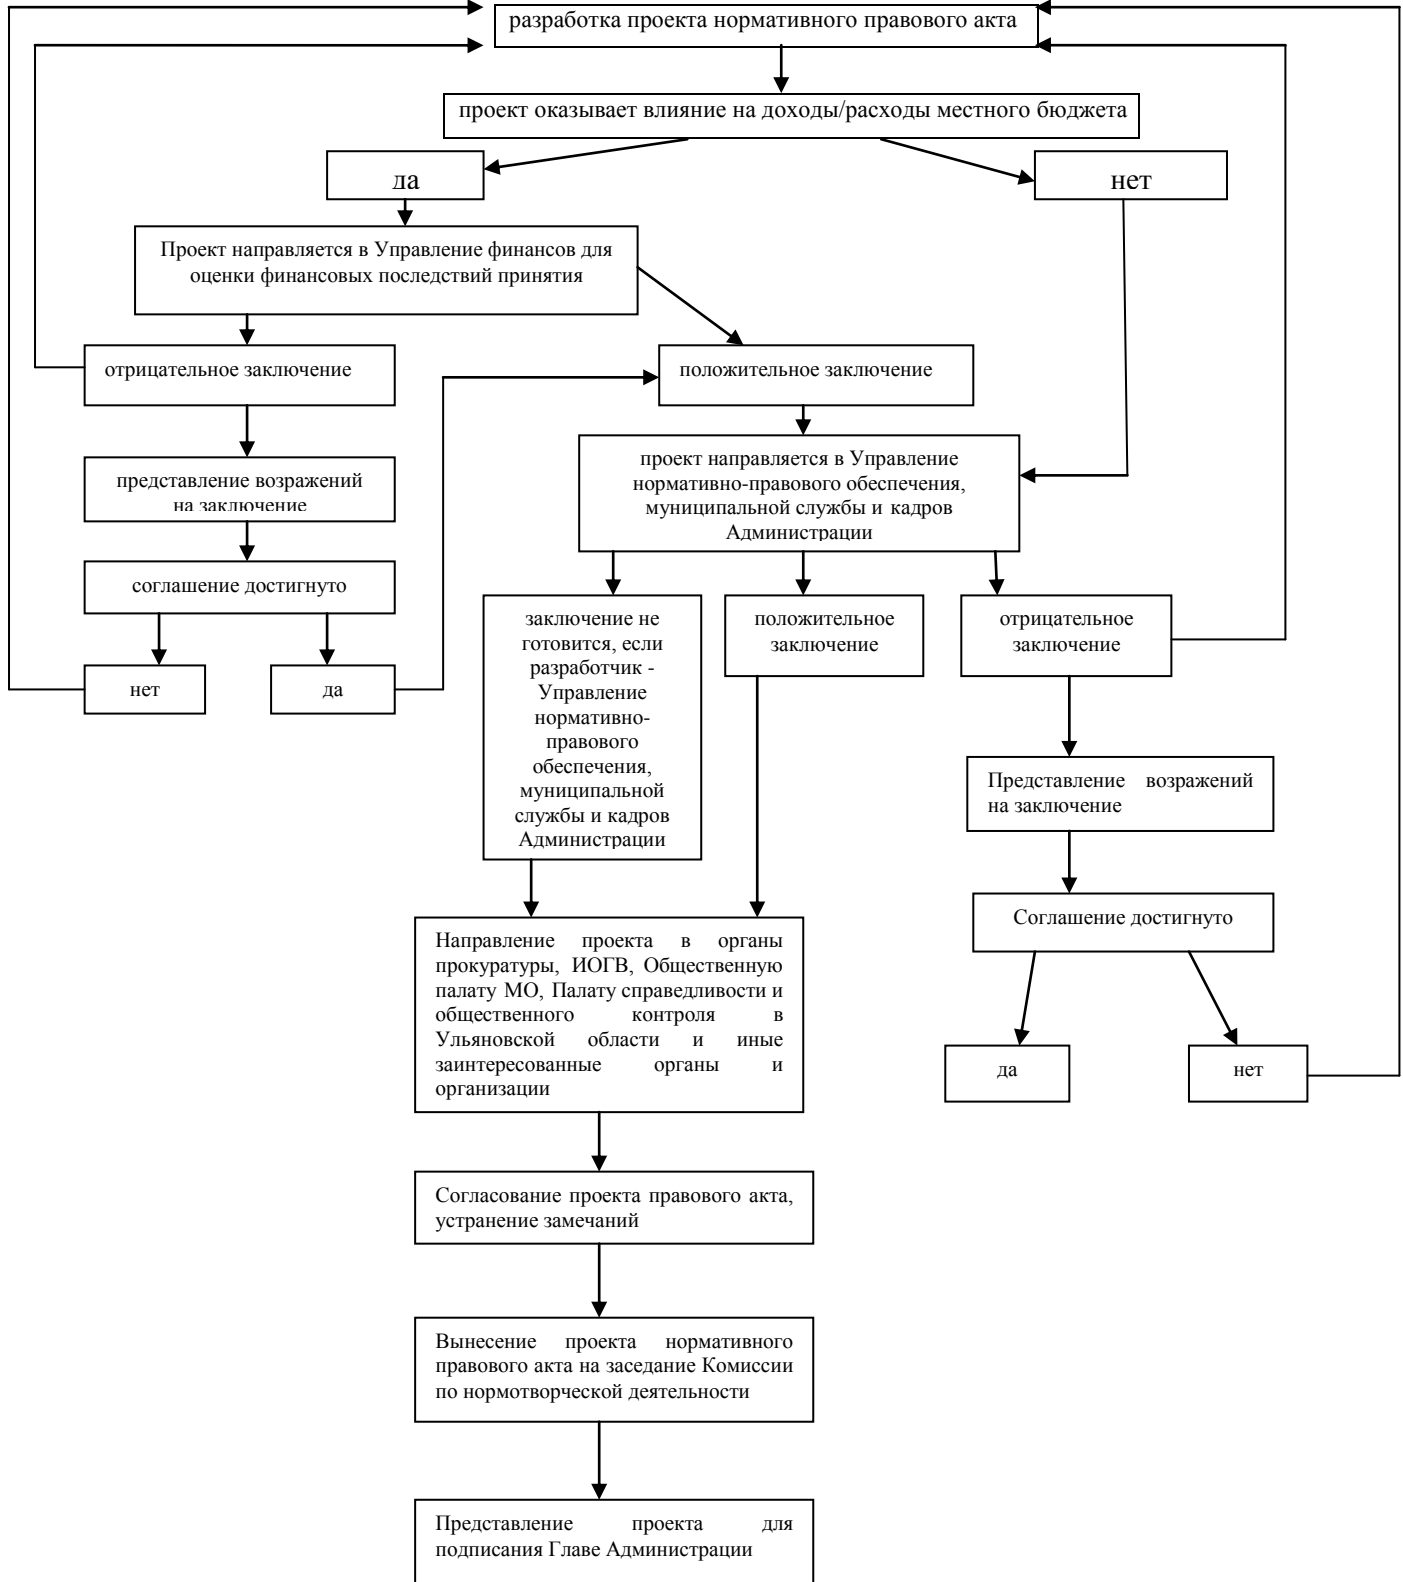 разработка проекта нормативного правового акта
проект оказывает влияние на доходы/расходы местного бюджета
да
нет
Проект направляется в Управление финансов для
оценки финансовых последствий принятия
отрицательное заключение
положительное заключение
представление возражений
на заключение
проект направляется в Управление
нормативно-правового обеспечения,
муниципальной службы и кадров
Администрации
соглашение достигнуто
нет
да
заключение не
готовится, если
разработчик -
Управление
нормативно-
правового
обеспечения,
муниципальной
службы и кадров
Администрации
положительное
заключение
отрицательное
заключение
Представление возражений
на заключение
Соглашение достигнуто
да
нет
Направление проекта в органы
прокуратуры, ИОГВ, Общественную
палату МО, Палату справедливости и
общественного контроля в
Ульяновской области и иные
заинтересованные органы и
организации
Согласование проекта правового акта,
устранение замечаний
Вынесение проекта нормативного
правового акта на заседание Комиссии
по нормотворческой деятельности
Представление проекта для
подписания Главе Администрации